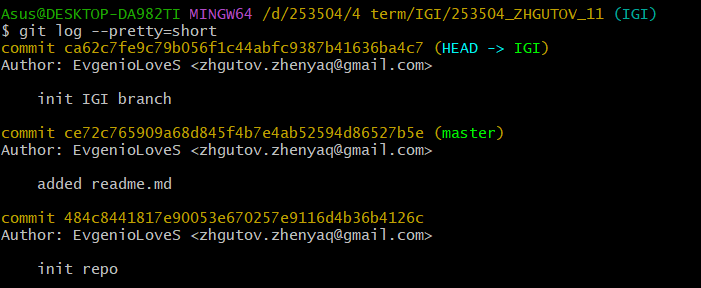 Asus@DESKTOP-DA982TI MINGW64 /d/253504/4 term/IGI/253504_ZHGUTOV_11 (IGI)
$ git log --pretty=short
commit ca62c7fe9c79b056f1c44abfc9387b41636ba4c7 (HEAD -> IGI)
Author: EvgenioLoveS <zhgutov.zhenyaq@gmail.com>
init IGI branch
commit ce72c765909a68d845f4b7e4ab52594d86527b5e (master)
Author: EvgenioLoveS <zhgutov.zhenyaq@gmail.com>
added readme.md
commit 484c8441817e90053e670257e9116d4b36b4126c
Author: EvgenioLoveS <zhgutov.zhenyaq@gmail.com>
init repo